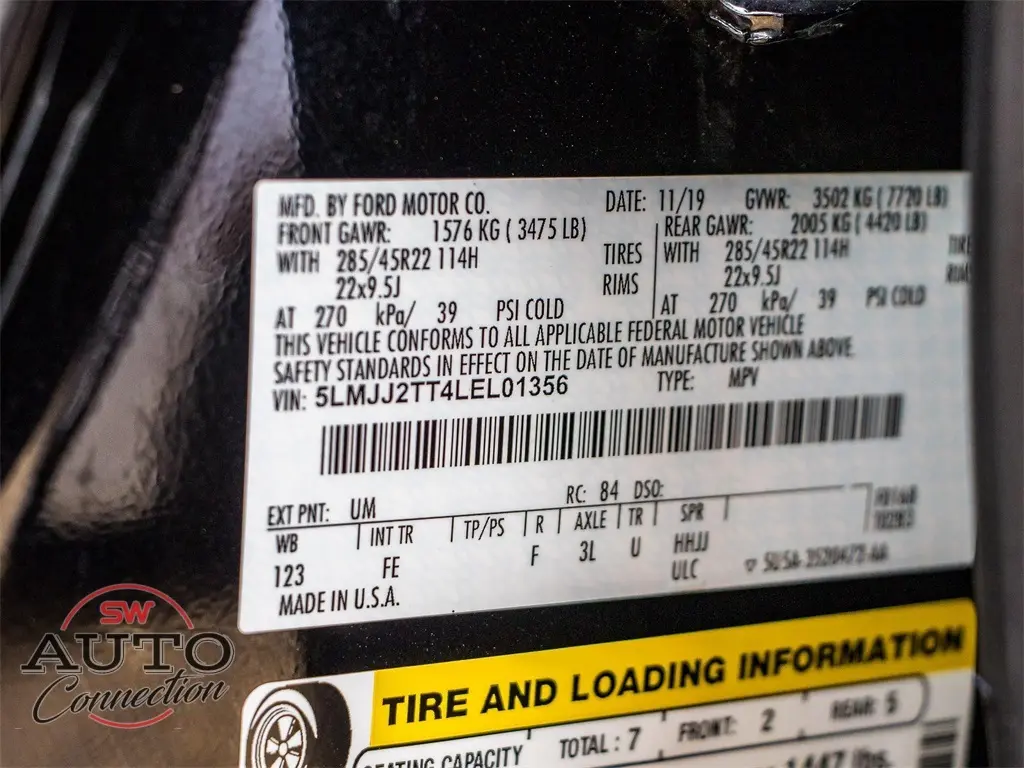 MFD. BY FORD MOTOR CO. DATE: 11/19 GVWR: 3502 KG ( 7720 LB)
FRONT GAWR: 1576 KG ( 3475 LB) REAR GAWR: 2005 KG ( 4420 LB)
WITH 285/45R22 114H TIRES WITH 285/45R22 114H
22x9.5J RIMS 22x9.5J
AT 270 kPa/ 39 PSI COLD AT 270 kPa/ 39 PSI COLD
THIS VEHICLE CONFORMS TO ALL APPLICABLE FEDERAL MOTOR VEHICLE
SAFETY STANDARDS IN EFFECT ON THE DATE OF MANUFACTURE SHOWN ABOVE.
VIN: 5LMJJ2TT4LEL01356 TYPE: MPV
EXT PNT: UM RC: 84 DSO:
WB INT TR TP/PS R AXLE TR SPR
123 FE F 3L U HHJJ
ULC
MADE IN U.S.A.
TIRE AND LOADING INFORMATION
SEATING CAPACITY TOTAL : 7 FRONT: 2 REAR: 5
1447 lbs.
SW
AUTO
Connection